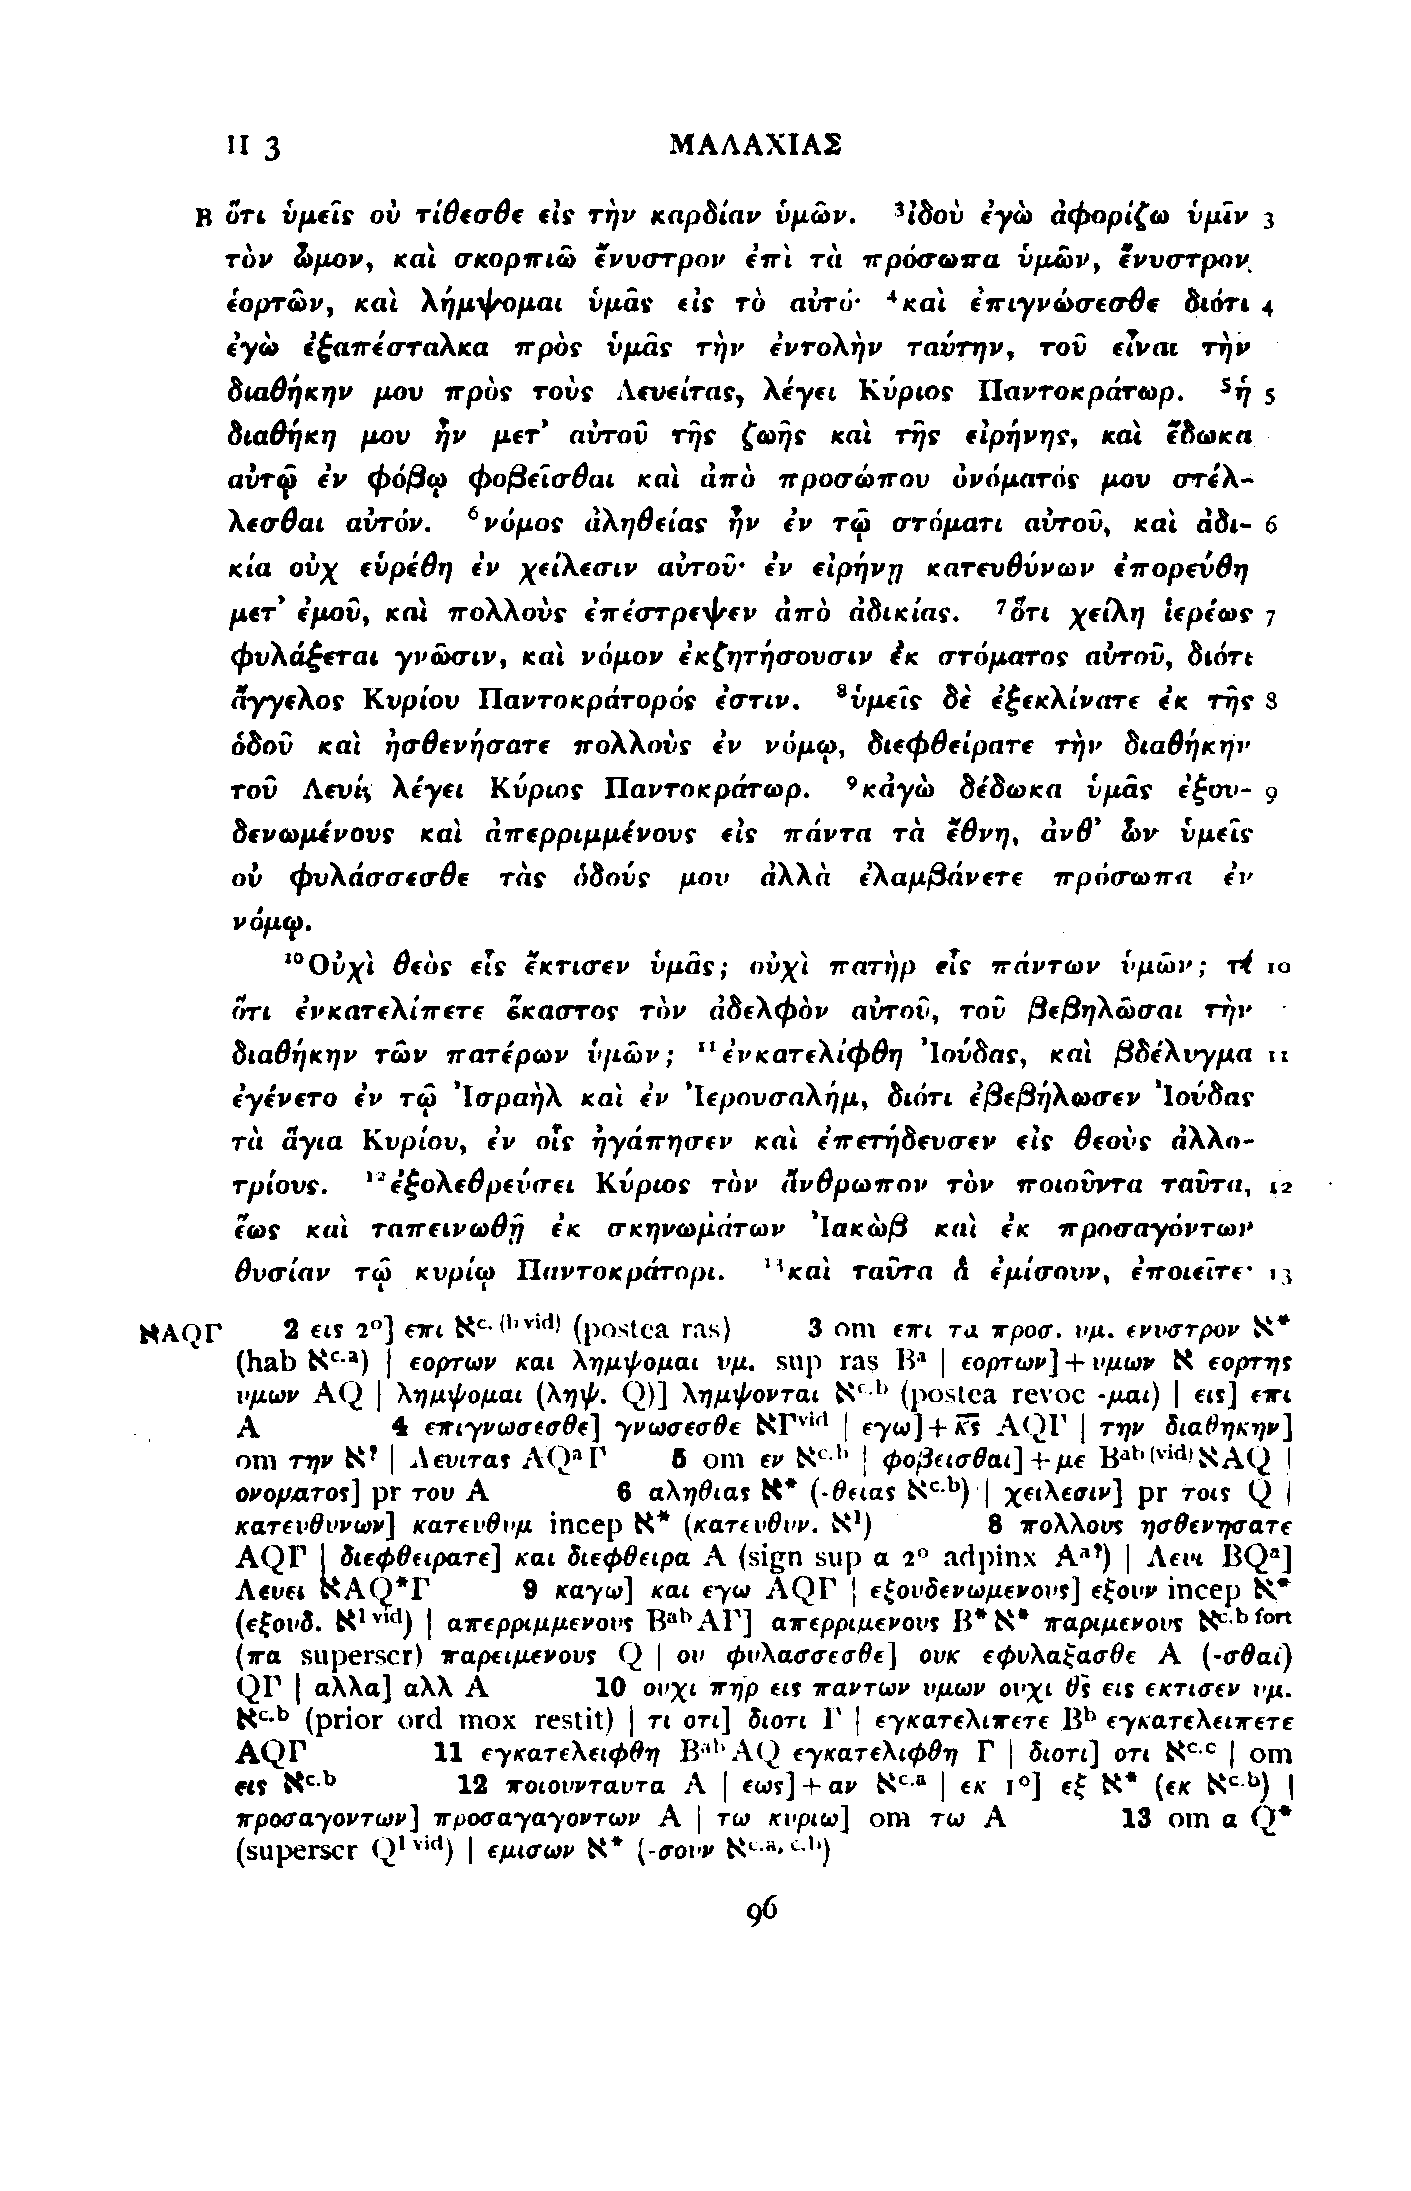 II 3 ΜΑΛΑΧΙΑΣ
B ὅτι ὑμεῖς οὐ τίθεσθε εἰς τὴν καρδίαν ὑμῶν. ³ἰδοὺ ἐγὼ ἀφορίζω ὑμῖν 3
τὸν ὦμον, καὶ σκορπιῶ ἔνυστρον ἐπὶ τὰ πρόσωπα ὑμῶν, ἔνυστρον
ἑορτῶν, καὶ λήμψομαι ὑμᾶς εἰς τὸ αὐτό· ⁴καὶ ἐπιγνώσεσθε διότι 4
ἐγὼ ἐξαπέσταλκα πρὸς ὑμᾶς τὴν ἐντολὴν ταύτην, τοῦ εἶναι τὴν
διαθήκην μου πρὸς τοὺς Λευείτας, λέγει Κύριος Παντοκράτωρ. ⁵ἡ 5
διαθήκη μου ἦν μετ᾽ αὐτοῦ τῆς ζωῆς καὶ τῆς εἰρήνης, καὶ ἔδωκα
αὐτῷ ἐν φόβῳ φοβεῖσθαι καὶ ἀπὸ προσώπου ὀνόματός μου στέλ-
λεσθαι αὐτόν. ⁶νόμος ἀληθείας ἦν ἐν τῷ στόματι αὐτοῦ, καὶ ἀδι- 6
κία οὐχ εὑρέθη ἐν χείλεσιν αὐτοῦ· ἐν εἰρήνῃ κατευθύνων ἐπορεύθη
μετ᾽ ἐμοῦ, καὶ πολλοὺς ἐπέστρεψεν ἀπὸ ἀδικίας. ⁷ὅτι χείλη ἱερέως 7
φυλάξεται γνῶσιν, καὶ νόμον ἐκζητήσουσιν ἐκ στόματος αὐτοῦ, διότι
ἄγγελος Κυρίου Παντοκράτορός ἐστιν. ⁸ὑμεῖς δὲ ἐξεκλίνατε ἐκ τῆς 8
ὁδοῦ καὶ ἠσθενήσατε πολλοὺς ἐν νόμῳ, διεφθείρατε τὴν διαθήκην
τοῦ Λευί, λέγει Κύριος Παντοκράτωρ. ⁹κἀγὼ δέδωκα ὑμᾶς ἐξου- 9
δενωμένους καὶ ἀπερριμμένους εἰς πάντα τὰ ἔθνη, ἀνθ᾽ ὧν ὑμεῖς
οὐ φυλάσσεσθε τὰς ὁδούς μου ἀλλὰ ἐλαμβάνετε πρόσωπα ἐν
νόμῳ.
¹⁰Οὐχὶ θεὸς εἷς ἔκτισεν ὑμᾶς; οὐχὶ πατὴρ εἷς πάντων ὑμῶν; τί 10
ὅτι ἐνκατελίπετε ἕκαστος τὸν ἀδελφὸν αὐτοῦ, τοῦ βεβηλῶσαι τὴν
διαθήκην τῶν πατέρων ὑμῶν; ¹¹ἐνκατελίφθη Ἰούδας, καὶ βδέλυγμα 11
ἐγένετο ἐν τῷ Ἰσραὴλ καὶ ἐν Ἰερουσαλήμ, διότι ἐβεβήλωσεν Ἰούδας
τὰ ἅγια Κυρίου, ἐν οἷς ἠγάπησεν καὶ ἐπετήδευσεν εἰς θεοὺς ἀλλο-
τρίους. ¹²ἐξολεθρεύσει Κύριος τὸν ἄνθρωπον τὸν ποιοῦντα ταῦτα, 12
ἕως καὶ ταπεινωθῇ ἐκ σκηνωμάτων Ἰακὼβ καὶ ἐκ προσαγόντων
θυσίαν τῷ κυρίῳ Παντοκράτορι. ¹³καὶ ταῦτα ἃ ἐμίσουν, ἐποιεῖτε· 13
אAQΓ 2 εις 2º] επι א^c.(b vid) (postea ras) 3 om επι τα προσ. υμ. ενυστρον א*
(hab א^c.a) | εορτων και λημψομαι υμ. sup ras B^a | εορτων]+υμων א εορτης
υμων AQ | λημψομαι (ληψ. Q)] λημψονται א^c.b (postea revoc -μαι) | εις] επι
A 4 επιγνωσεσθε] γνωσεσθε אΓ^vid | εγω]+κ̅ς̅ AQΓ | την διαθηκην]
om την א^? | Λευιτας AQ^aΓ 5 om εν א^c.b | φοβεισθαι]+με B^ab(vid)אAQ |
ονοματος] pr του A 6 αληθιας א* (-θειας א^c.b) | χειλεσιν] pr τοις Q |
κατευθυνων] κατευθυμ incep א* (κατευθυν. א^1) 8 πολλους ησθενησατε
AQΓ | διεφθειρατε] και διεφθειρα A (sign sup α 2º adpinx A^a?) | Λευι BQ^a]
Λευει אAQ*Γ 9 καγω] και εγω AQΓ | εξουδενωμενους] εξουν incep א*
(εξουδ. א^1 vid) | απερριμμενους B^abAΓ] απερριμενους B*א* παριμενους א^c.b fort
(πα superscr) παρειμενους Q | ου φυλασσεσθε] ουκ εφυλαξασθε A (-σθαι)
QΓ | αλλα] αλλ A 10 ουχι πηρ εις παντων υμων ουχι θ̅ς̅ εις εκτισεν υμ.
א^c.b (prior ord mox restit) | τι οτι] διοτι Γ | εγκατελιπετε B^b εγκατελειπετε
AQΓ 11 εγκατελειφθη B^abAQ εγκατελιφθη Γ | διοτι] οτι א^c.c | om
εις א^c.b 12 ποιουνταυτα A | εως]+αν א^c.a | εκ 1º] εξ א* (εκ א^c.b) |
προσαγοντων] προσαγαγοντων A | τω κυριω] om τω A 13 om α Q*
(superscr Q^1 vid) | εμισων א* (-σουν א^c.a, c.b)
96